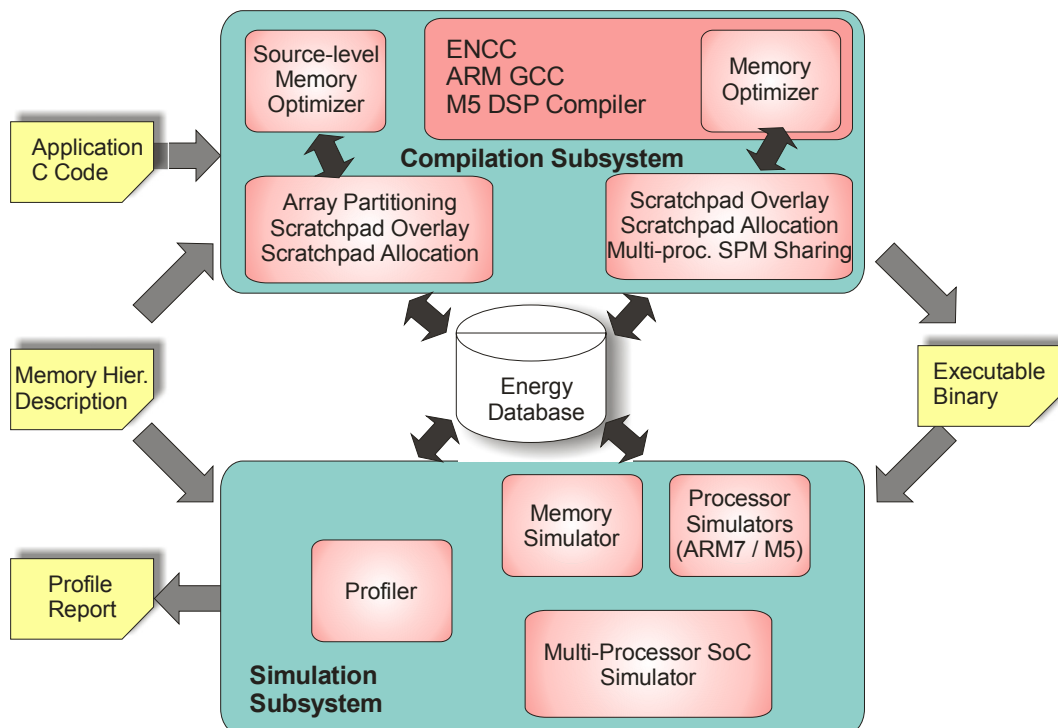 Source-level
Memory
Optimizer
ENCC
ARM GCC
M5 DSP Compiler
Memory
Optimizer
Application
C Code
Compilation Subsystem
Array Partitioning
Scratchpad Overlay
Scratchpad Allocation
Scratchpad Overlay
Scratchpad Allocation
Multi-proc. SPM Sharing
Memory Hier.
Description
Energy
Database
Executable
Binary
Memory
Simulator
Processor
Simulators
(ARM7 / M5)
Profile
Report
Profiler
Multi-Processor SoC
Simulator
Simulation
Subsystem